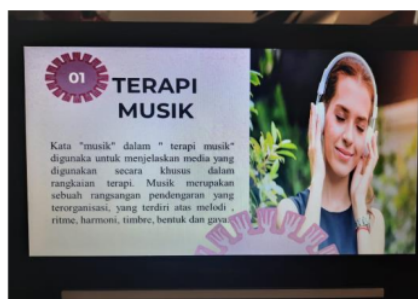 01
TERAPI
MUSIK
Kata "musik" dalam " terapi musik"
digunaka untuk menjelaskan media yang
digunakan secara khusus dalam
rangkaian terapi. Musik merupakan
sebuah rangsangan pendengaran yang
terorganisasi, yang terdiri atas melodi ,
ritme, harmoni, timbre, bentuk dan gaya.